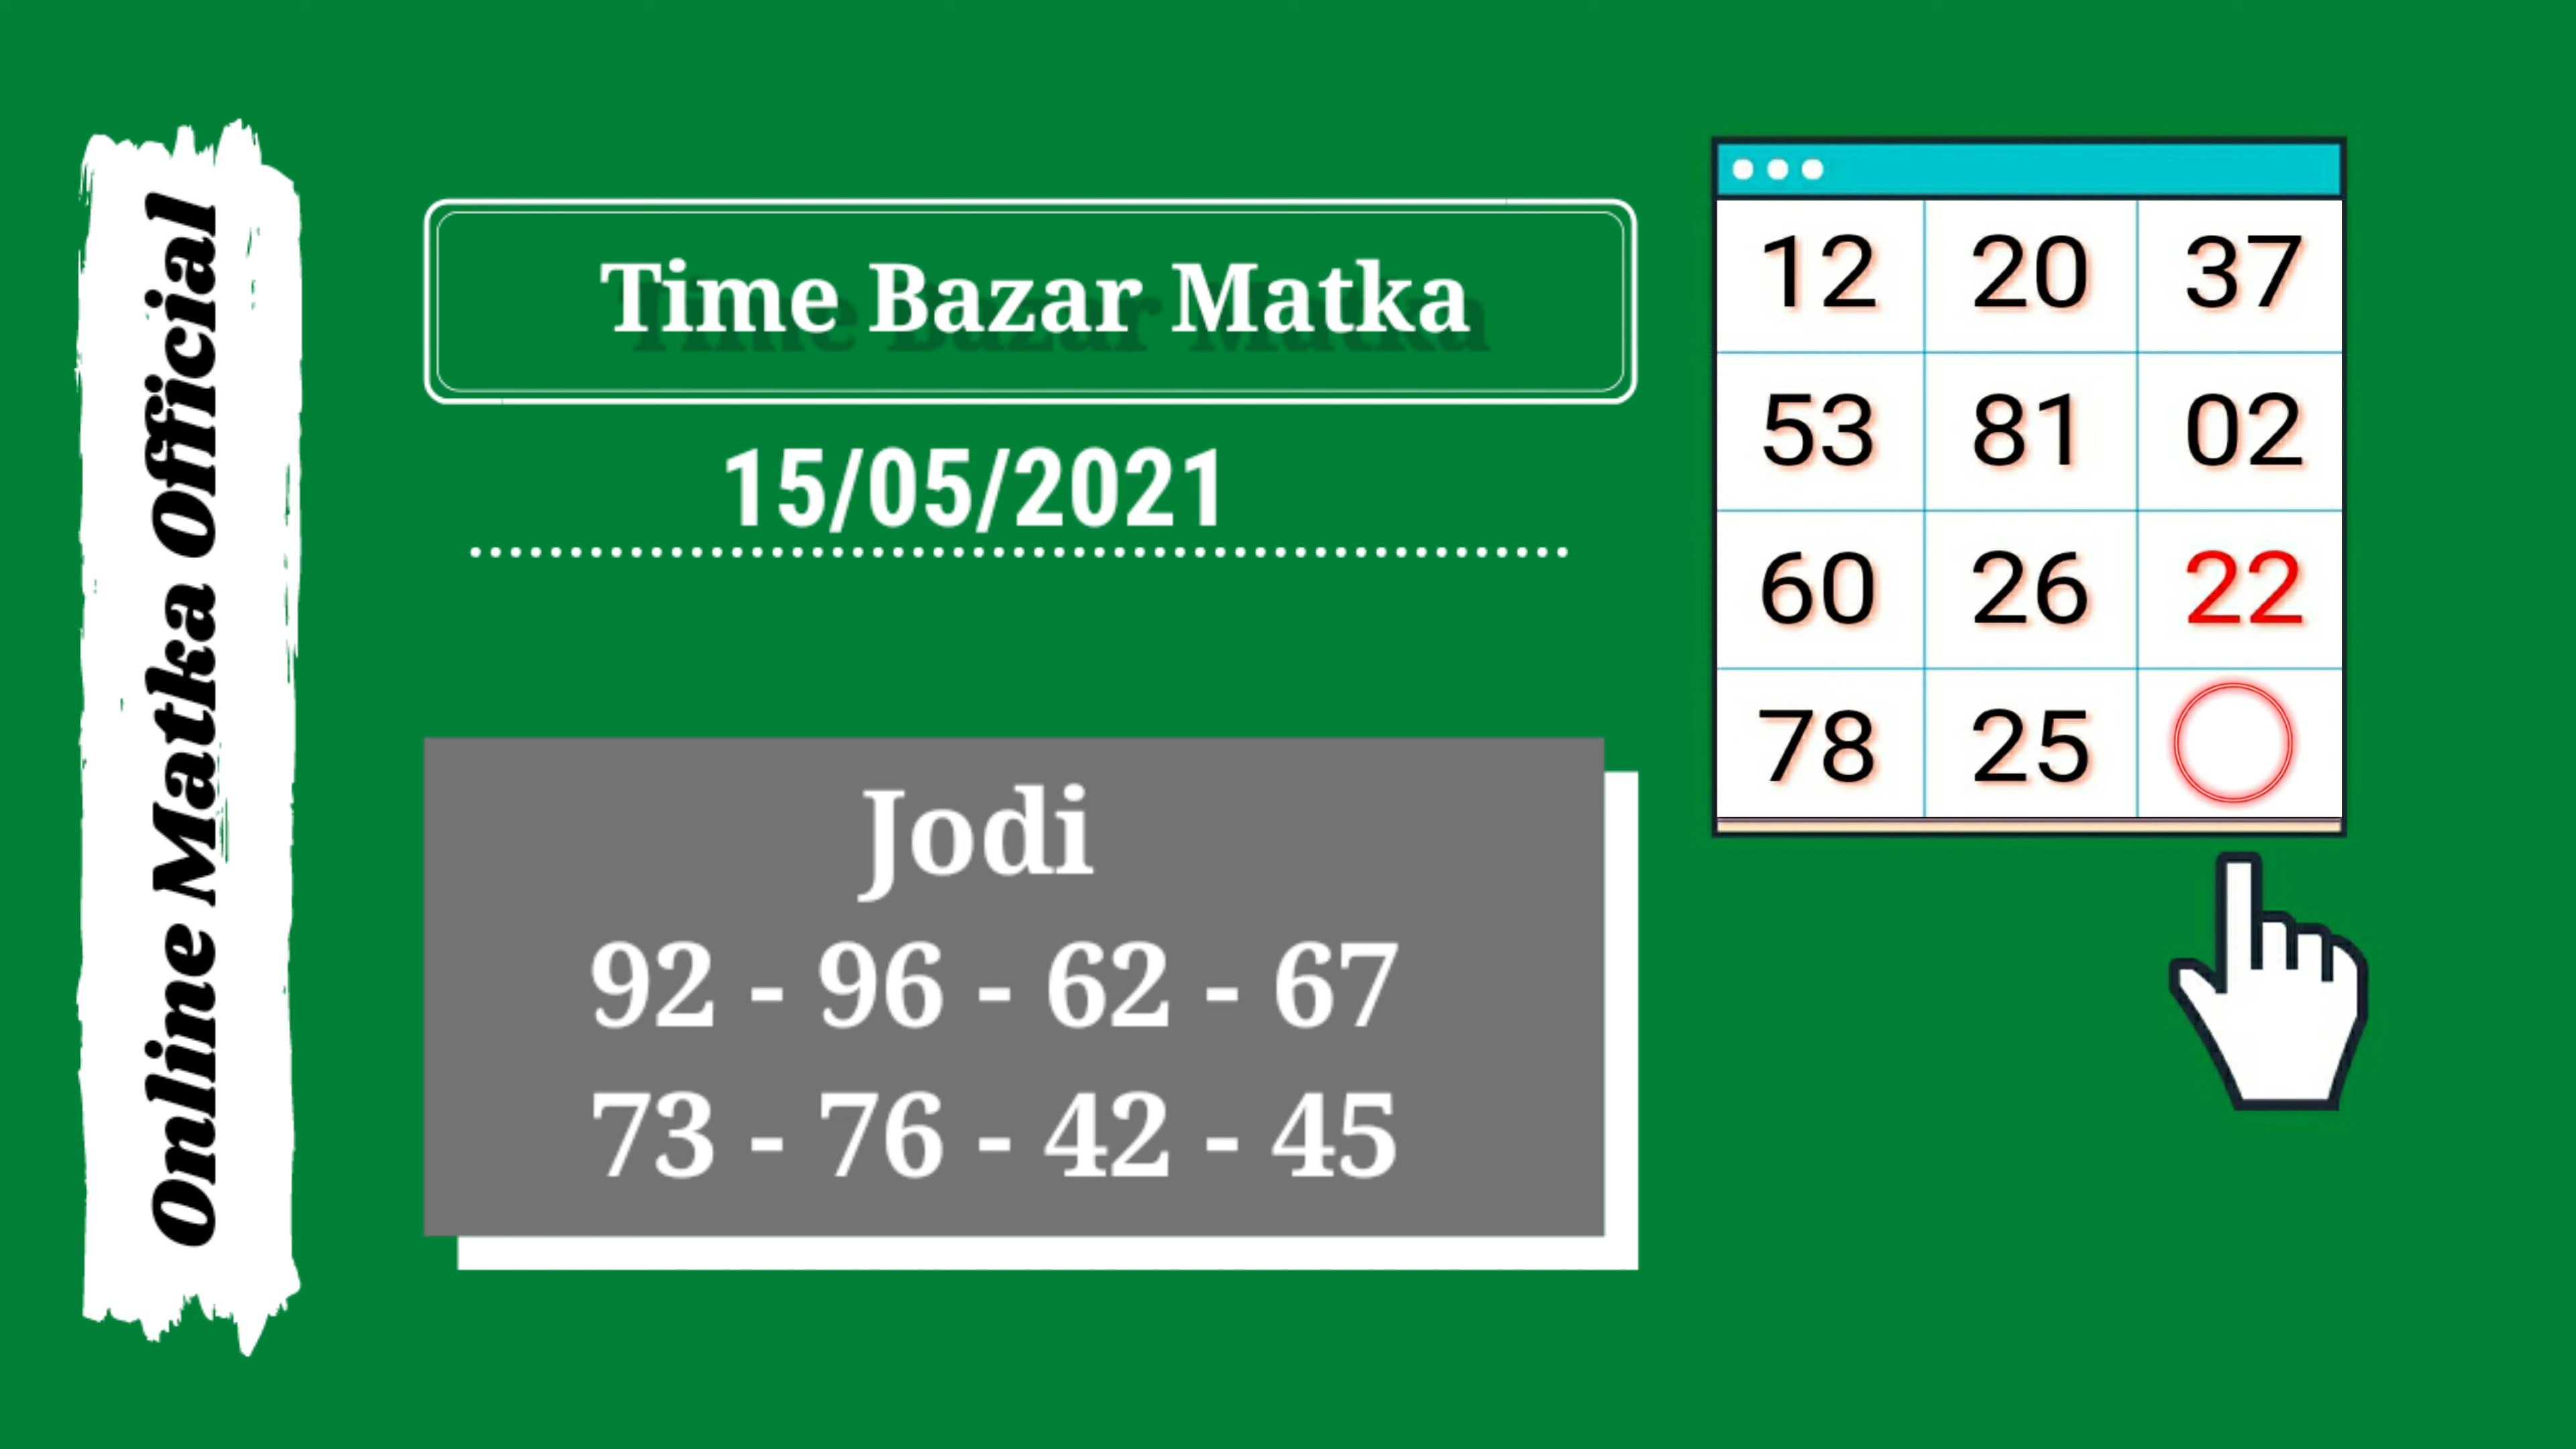 Online Matka Official
Time Bazar Matka
15/05/2021
Jodi
92 - 96 - 62 - 67
73 - 76 - 42 - 45
12 20 37
53 81 02
60 26 22
78 25